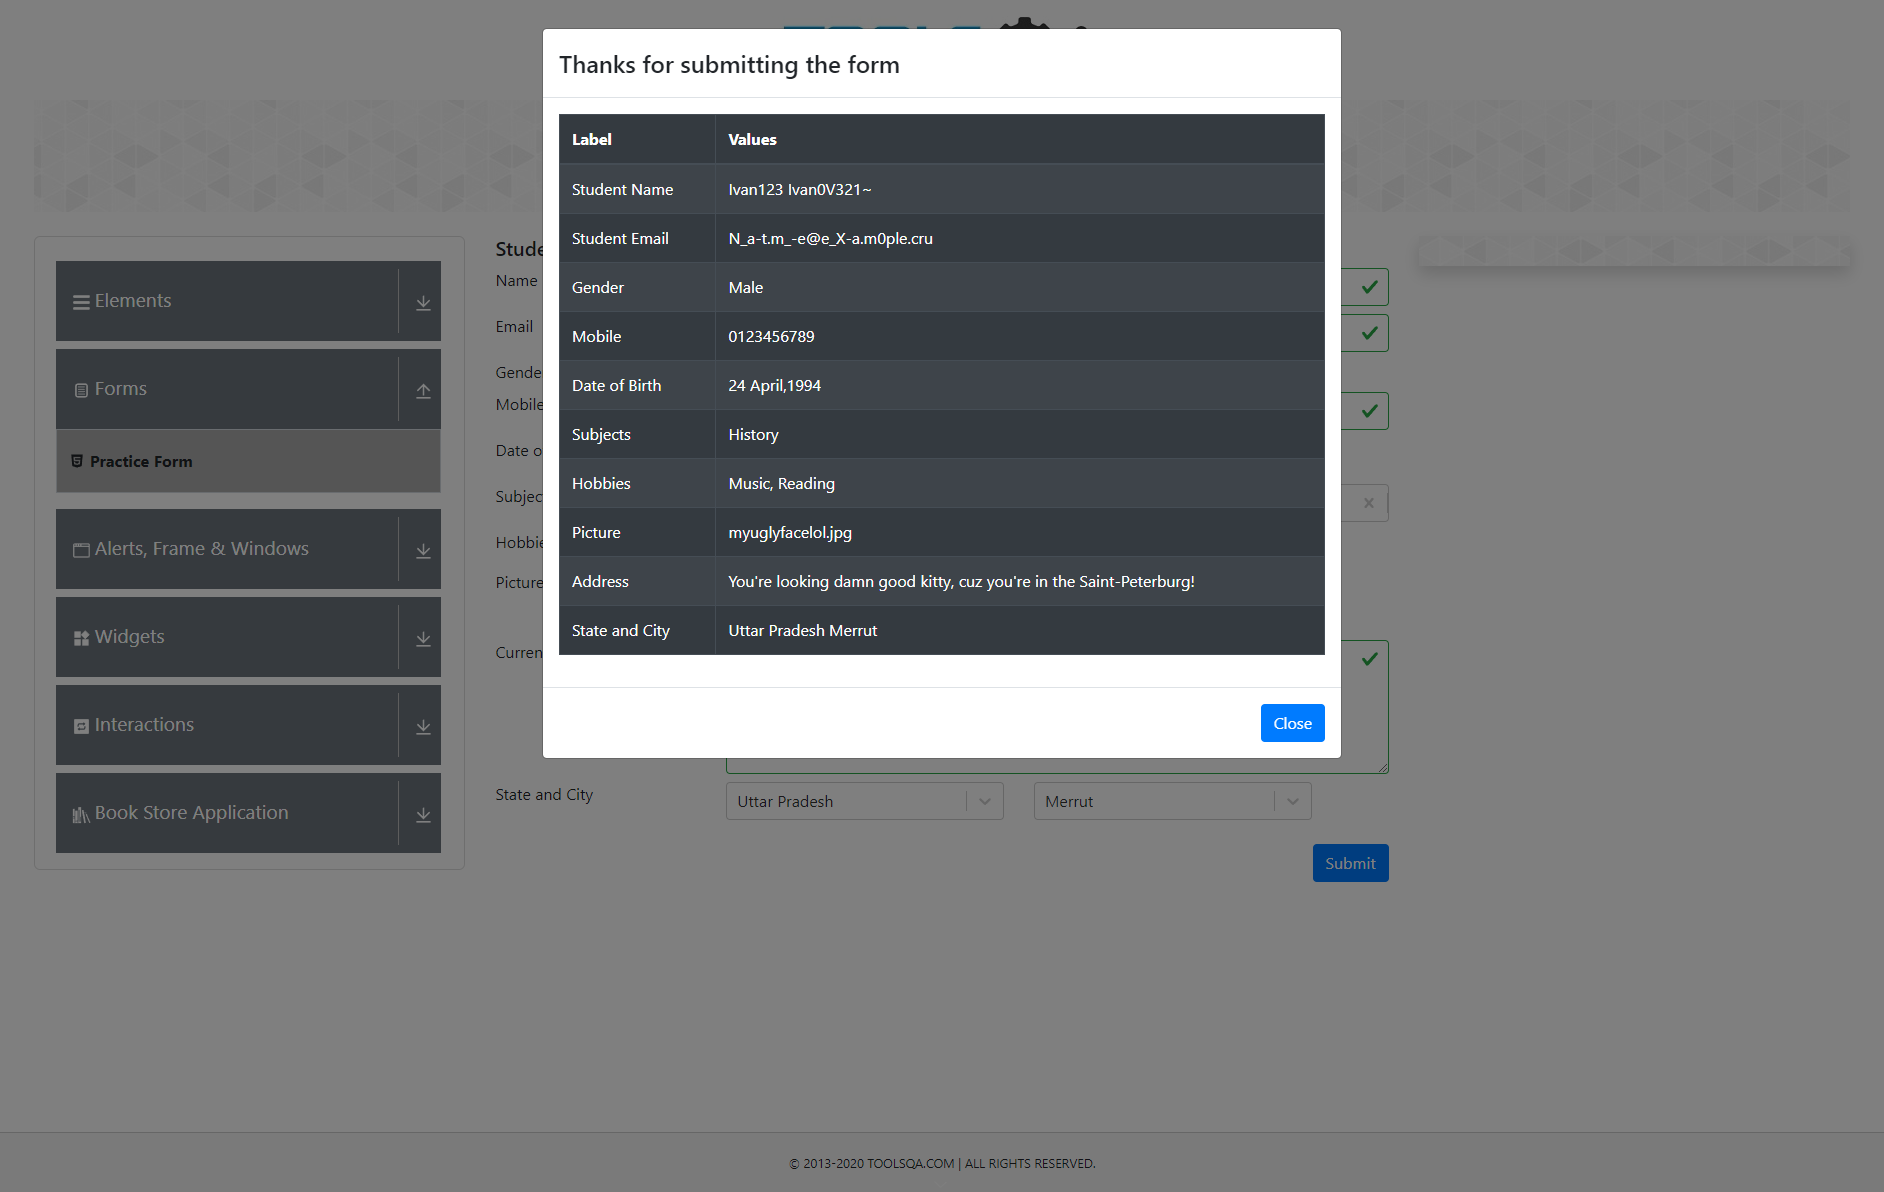 Thanks for submitting the form
Label Values
Student Name Ivan123 Ivan0V321~
Student Email N_a-t.m_-e@e_X-a.m0ple.cru
Gender Male
Mobile 0123456789
Date of Birth 24 April,1994
Subjects History
Hobbies Music, Reading
Picture myuglyfacelol.jpg
Address You're looking damn good kitty, cuz you're in the Saint-Peterburg!
State and City Uttar Pradesh Merrut
Close
Elements
Forms
Practice Form
Alerts, Frame & Windows
Widgets
Interactions
Book Store Application
Stude
Name
Email
Gende
Mobile
Date o
Subjec
Hobbie
Picture
Curren
State and City Uttar Pradesh Merrut
Submit
© 2013-2020 TOOLSQA.COM | ALL RIGHTS RESERVED.